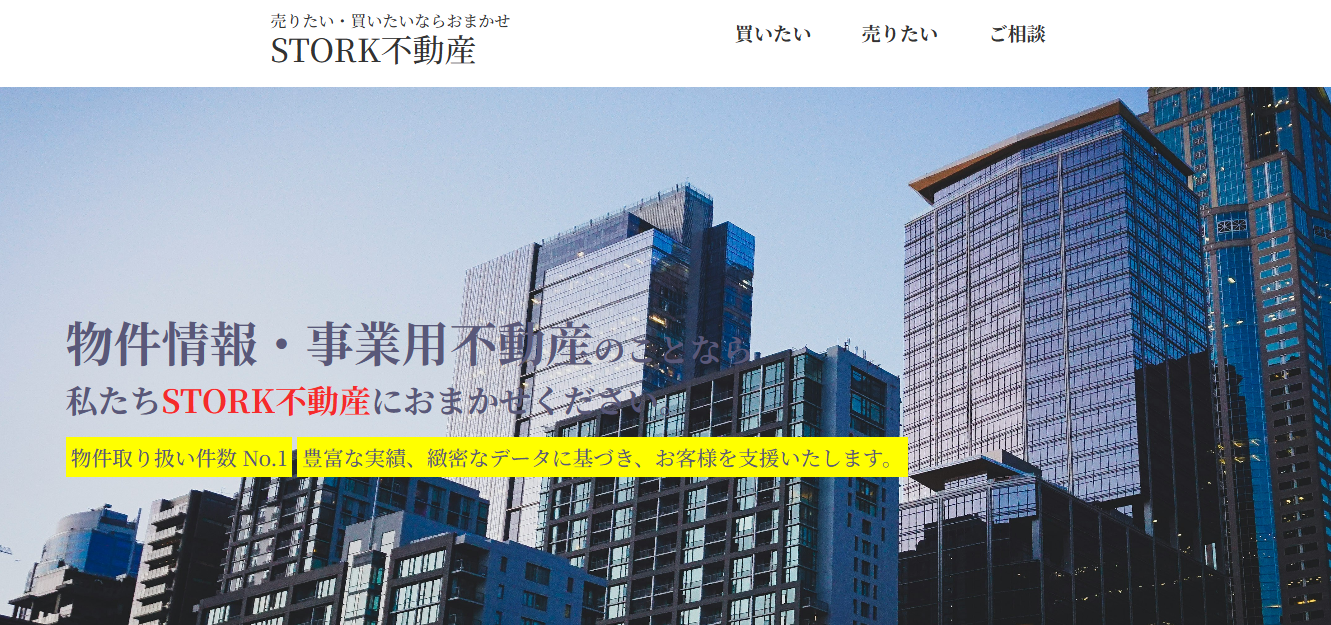 売りたい・買いたいならおまかせ
STORK不動産
買いたい 売りたい ご相談
物件情報・事業用不動産のことなら、
私たちSTORK不動産におまかせください。
物件取り扱い件数 No.1 豊富な実績、緻密なデータに基づき、お客様を支援いたします。